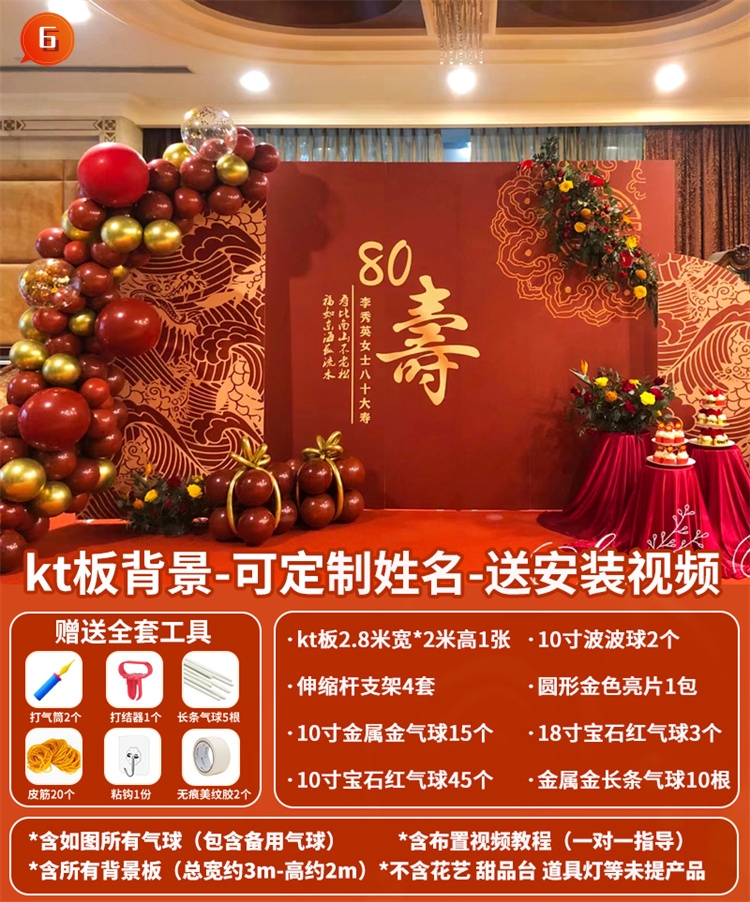 6
80
壽
李秀英女士八十大寿
寿比南山不老松
福如东海长流水
kt板背景-可定制姓名-送安装视频
赠送全套工具
打气筒2个 打结器1个 长条气球5根
皮筋20个 粘钩1份 无痕美纹胶2个
·kt板2.8米宽*2米高1张 ·10寸波波球2个
·伸缩杆支架4套 ·圆形金色亮片1包
·10寸金属金气球15个 ·18寸宝石红气球3个
·10寸宝石红气球45个 ·金属金长条气球10根
*含如图所有气球（包含备用气球） *含布置视频教程（一对一指导）
*含所有背景板（总宽约3m-高约2m）*不含花艺 甜品台 道具灯等未提产品